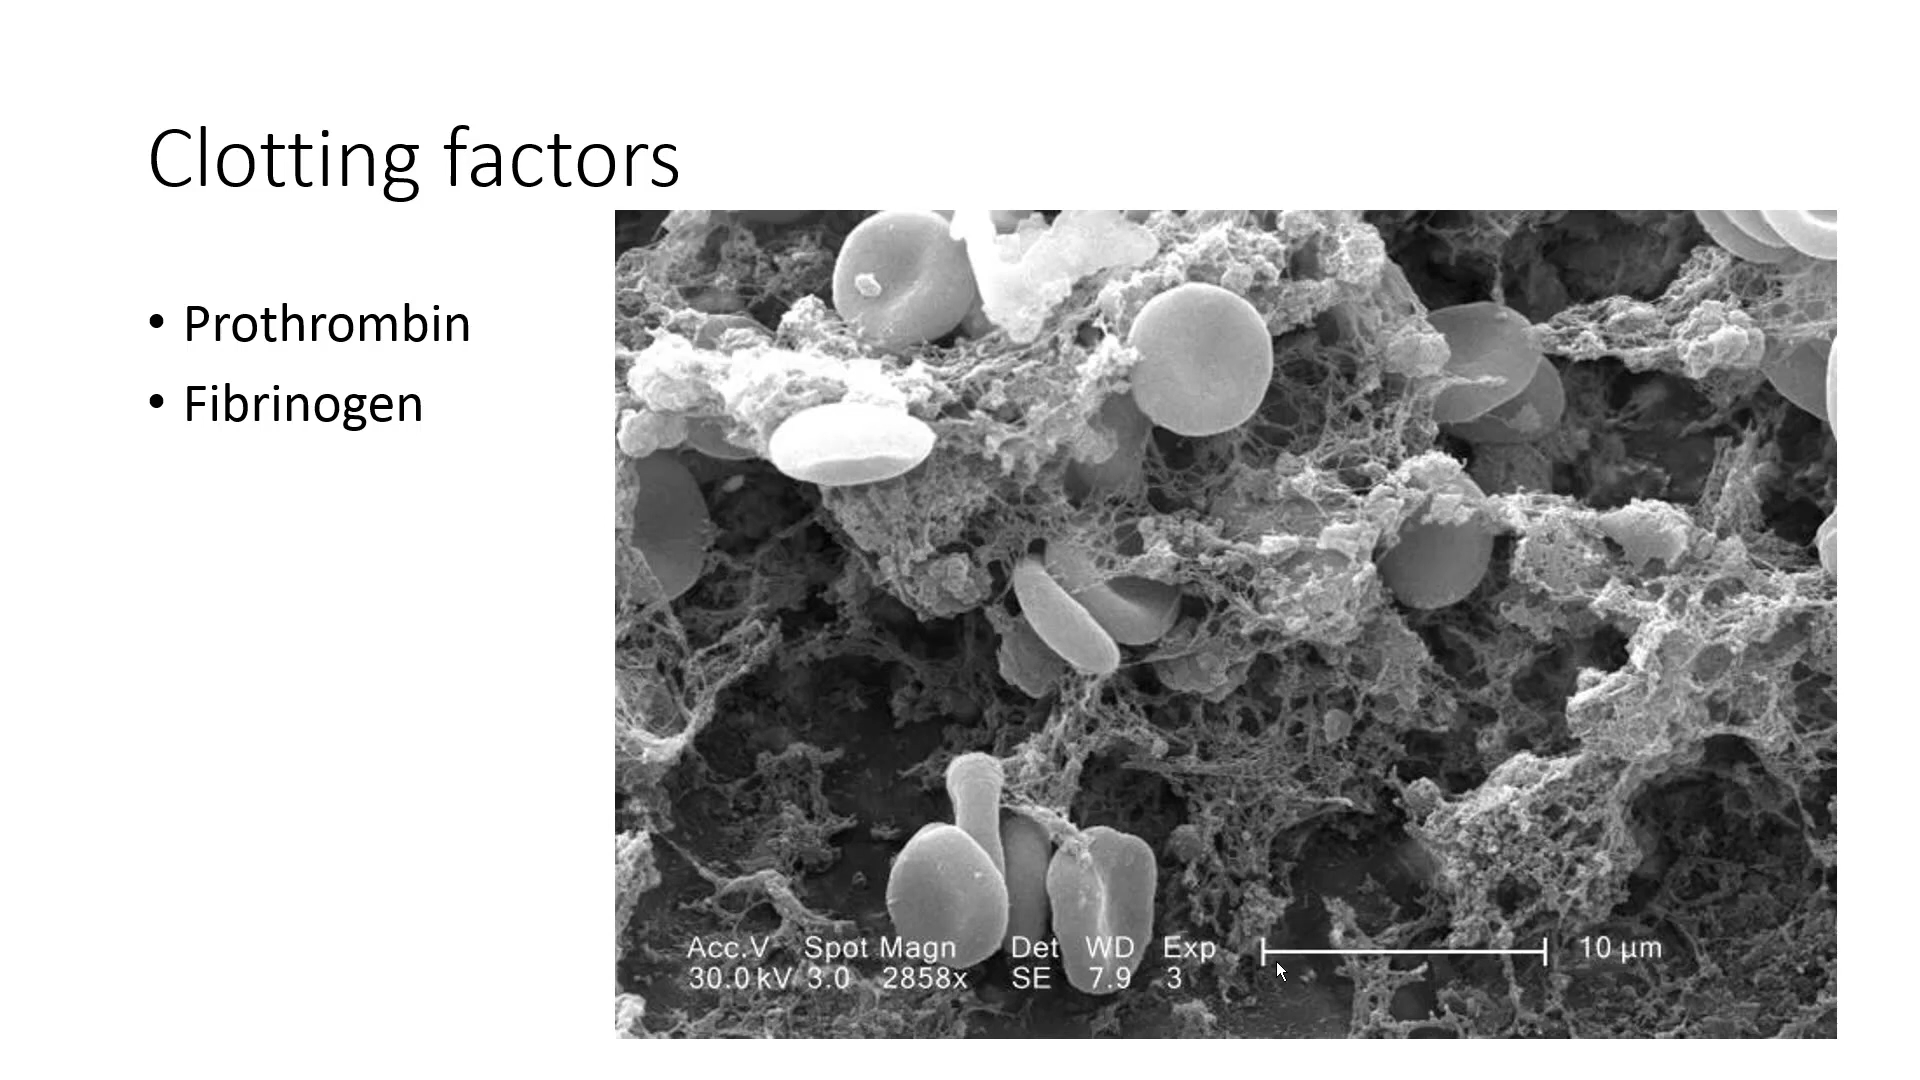 Clotting factors
• Prothrombin
• Fibrinogen
Acc.V Spot Magn Det WD Exp 10 µm
30.0 kV 3.0 2858x SE 7.9 3